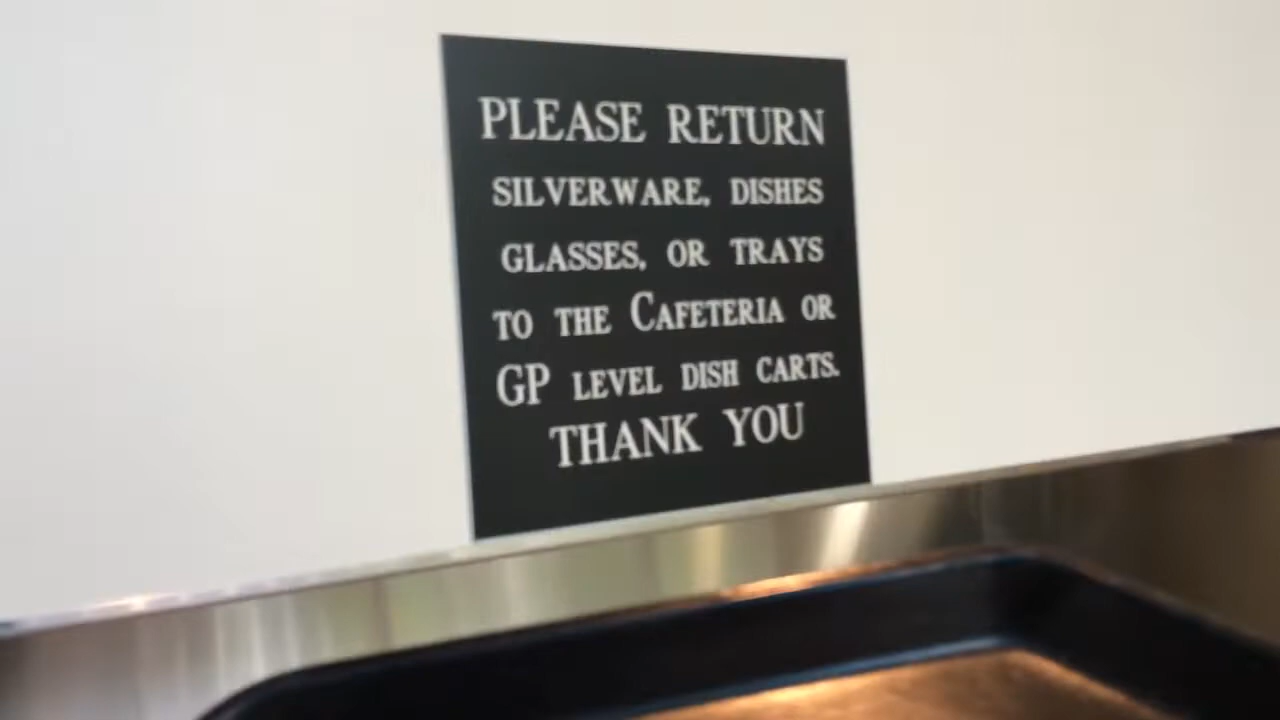 PLEASE RETURN
SILVERWARE, DISHES
GLASSES, OR TRAYS
TO THE CAFETERIA OR
GP LEVEL DISH CARTS.
THANK YOU